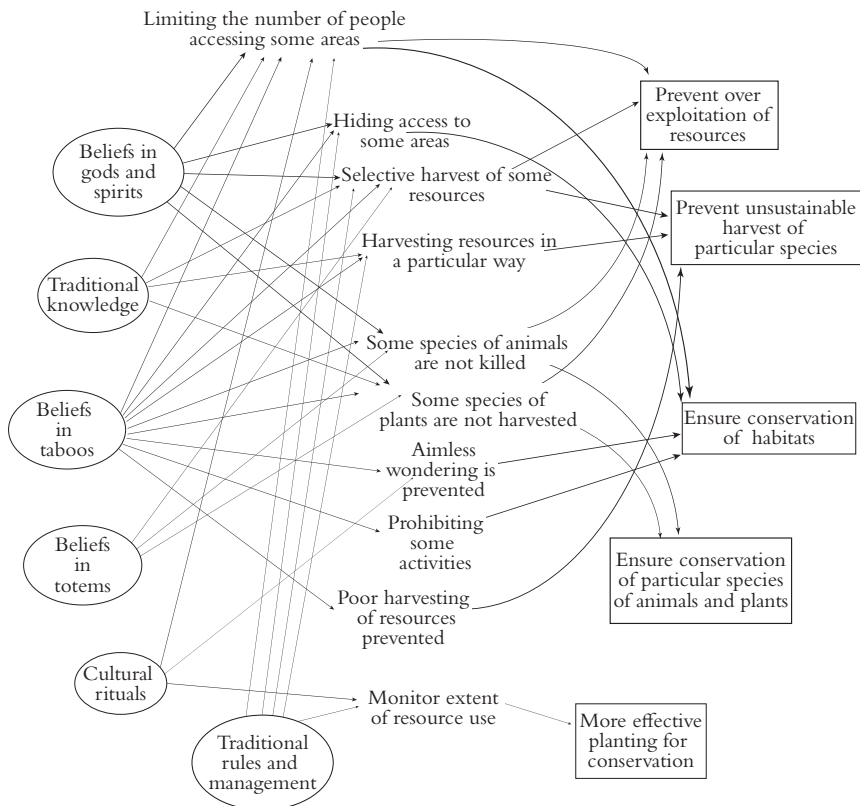 Limiting the number of people
accessing some areas
Hiding access to
some areas
Selective harvest of some
resources
Harvesting resources in
a particular way
Some species of animals
are not killed
Some species of
plants are not harvested
Aimless
wondering is
prevented
Prohibiting
some
activities
Poor harvesting
of resources
prevented
Monitor extent
of resource use
Beliefs in
gods and
spirits
Traditional
knowledge
Beliefs
in
taboos
Beliefs
in
totems
Cultural
rituals
Traditional
rules and
management
Prevent over
exploitation of
resources
Prevent unsustainable
harvest of
particular species
Ensure conservation
of habitats
Ensure conservation
of particular species
of animals and plants
More effective
planting for
conservation